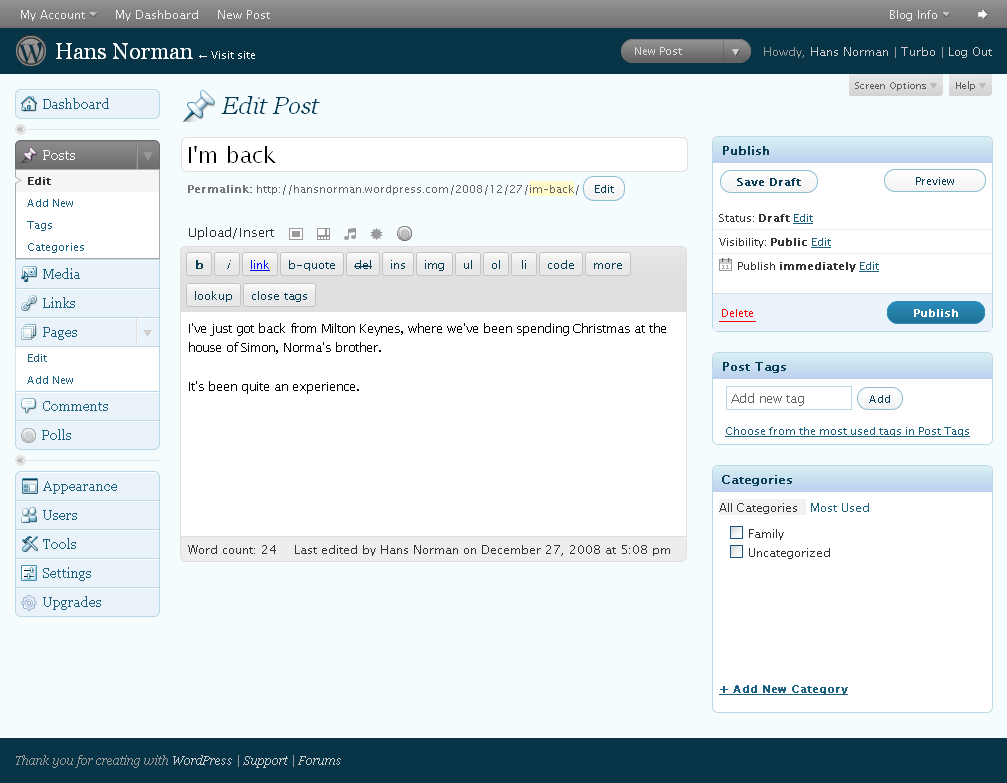 My Account My Dashboard New Post Blog Info
Hans Norman ← Visit site New Post Howdy, Hans Norman | Turbo | Log Out
Screen Options Help
Dashboard
Posts
Edit
Add New
Tags
Categories
Media
Links
Pages
Edit
Add New
Comments
Polls
Appearance
Users
Tools
Settings
Upgrades
Edit Post
I'm back
Permalink: http://hansnorman.wordpress.com/2008/12/27/im-back/ Edit
Upload/Insert
b i link b-quote del ins img ul ol li code more
lookup close tags
I've just got back from Milton Keynes, where we've been spending Christmas at the
house of Simon, Norma's brother.
It's been quite an experience.
Word count: 24 Last edited by Hans Norman on December 27, 2008 at 5:08 pm
Publish
Save Draft Preview
Status: Draft Edit
Visibility: Public Edit
Publish immediately Edit
Delete Publish
Post Tags
Add new tag Add
Choose from the most used tags in Post Tags
Categories
All Categories Most Used
Family
Uncategorized
+ Add New Category
Thank you for creating with WordPress | Support | Forums